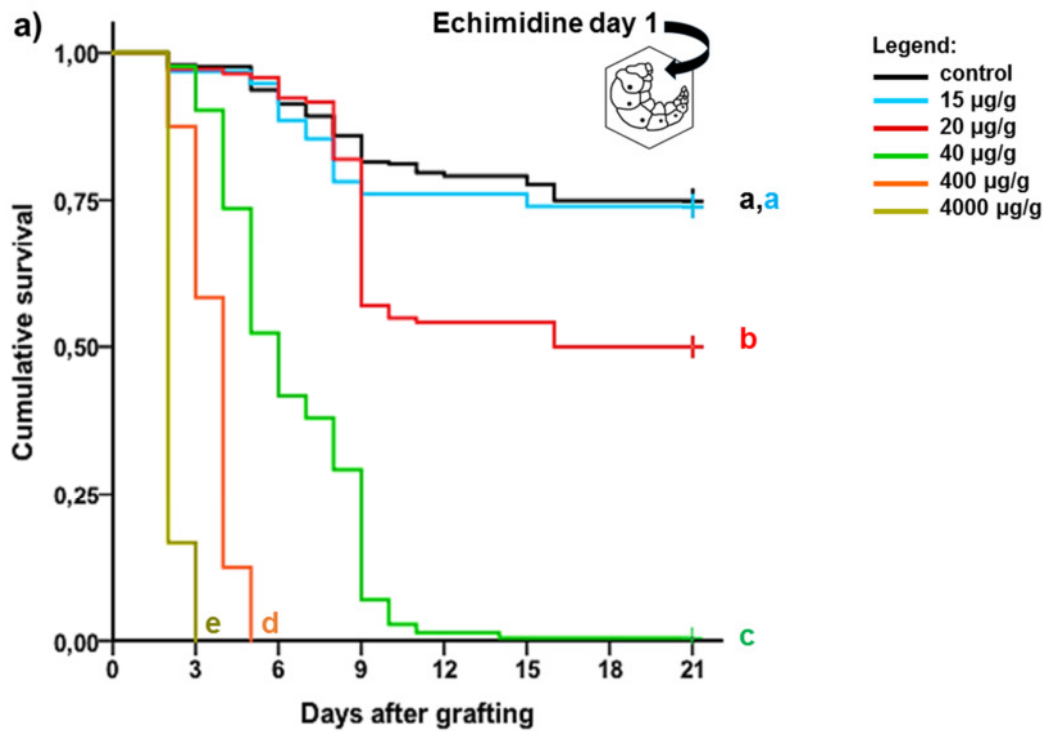 a)
Echimidine day 1
Legend:
control
15 µg/g
20 µg/g
40 µg/g
400 µg/g
4000 µg/g
Cumulative survival
1,00
0,75
0,50
0,25
0,00
a,a
b
c
d
e
0 3 6 9 12 15 18 21
Days after grafting